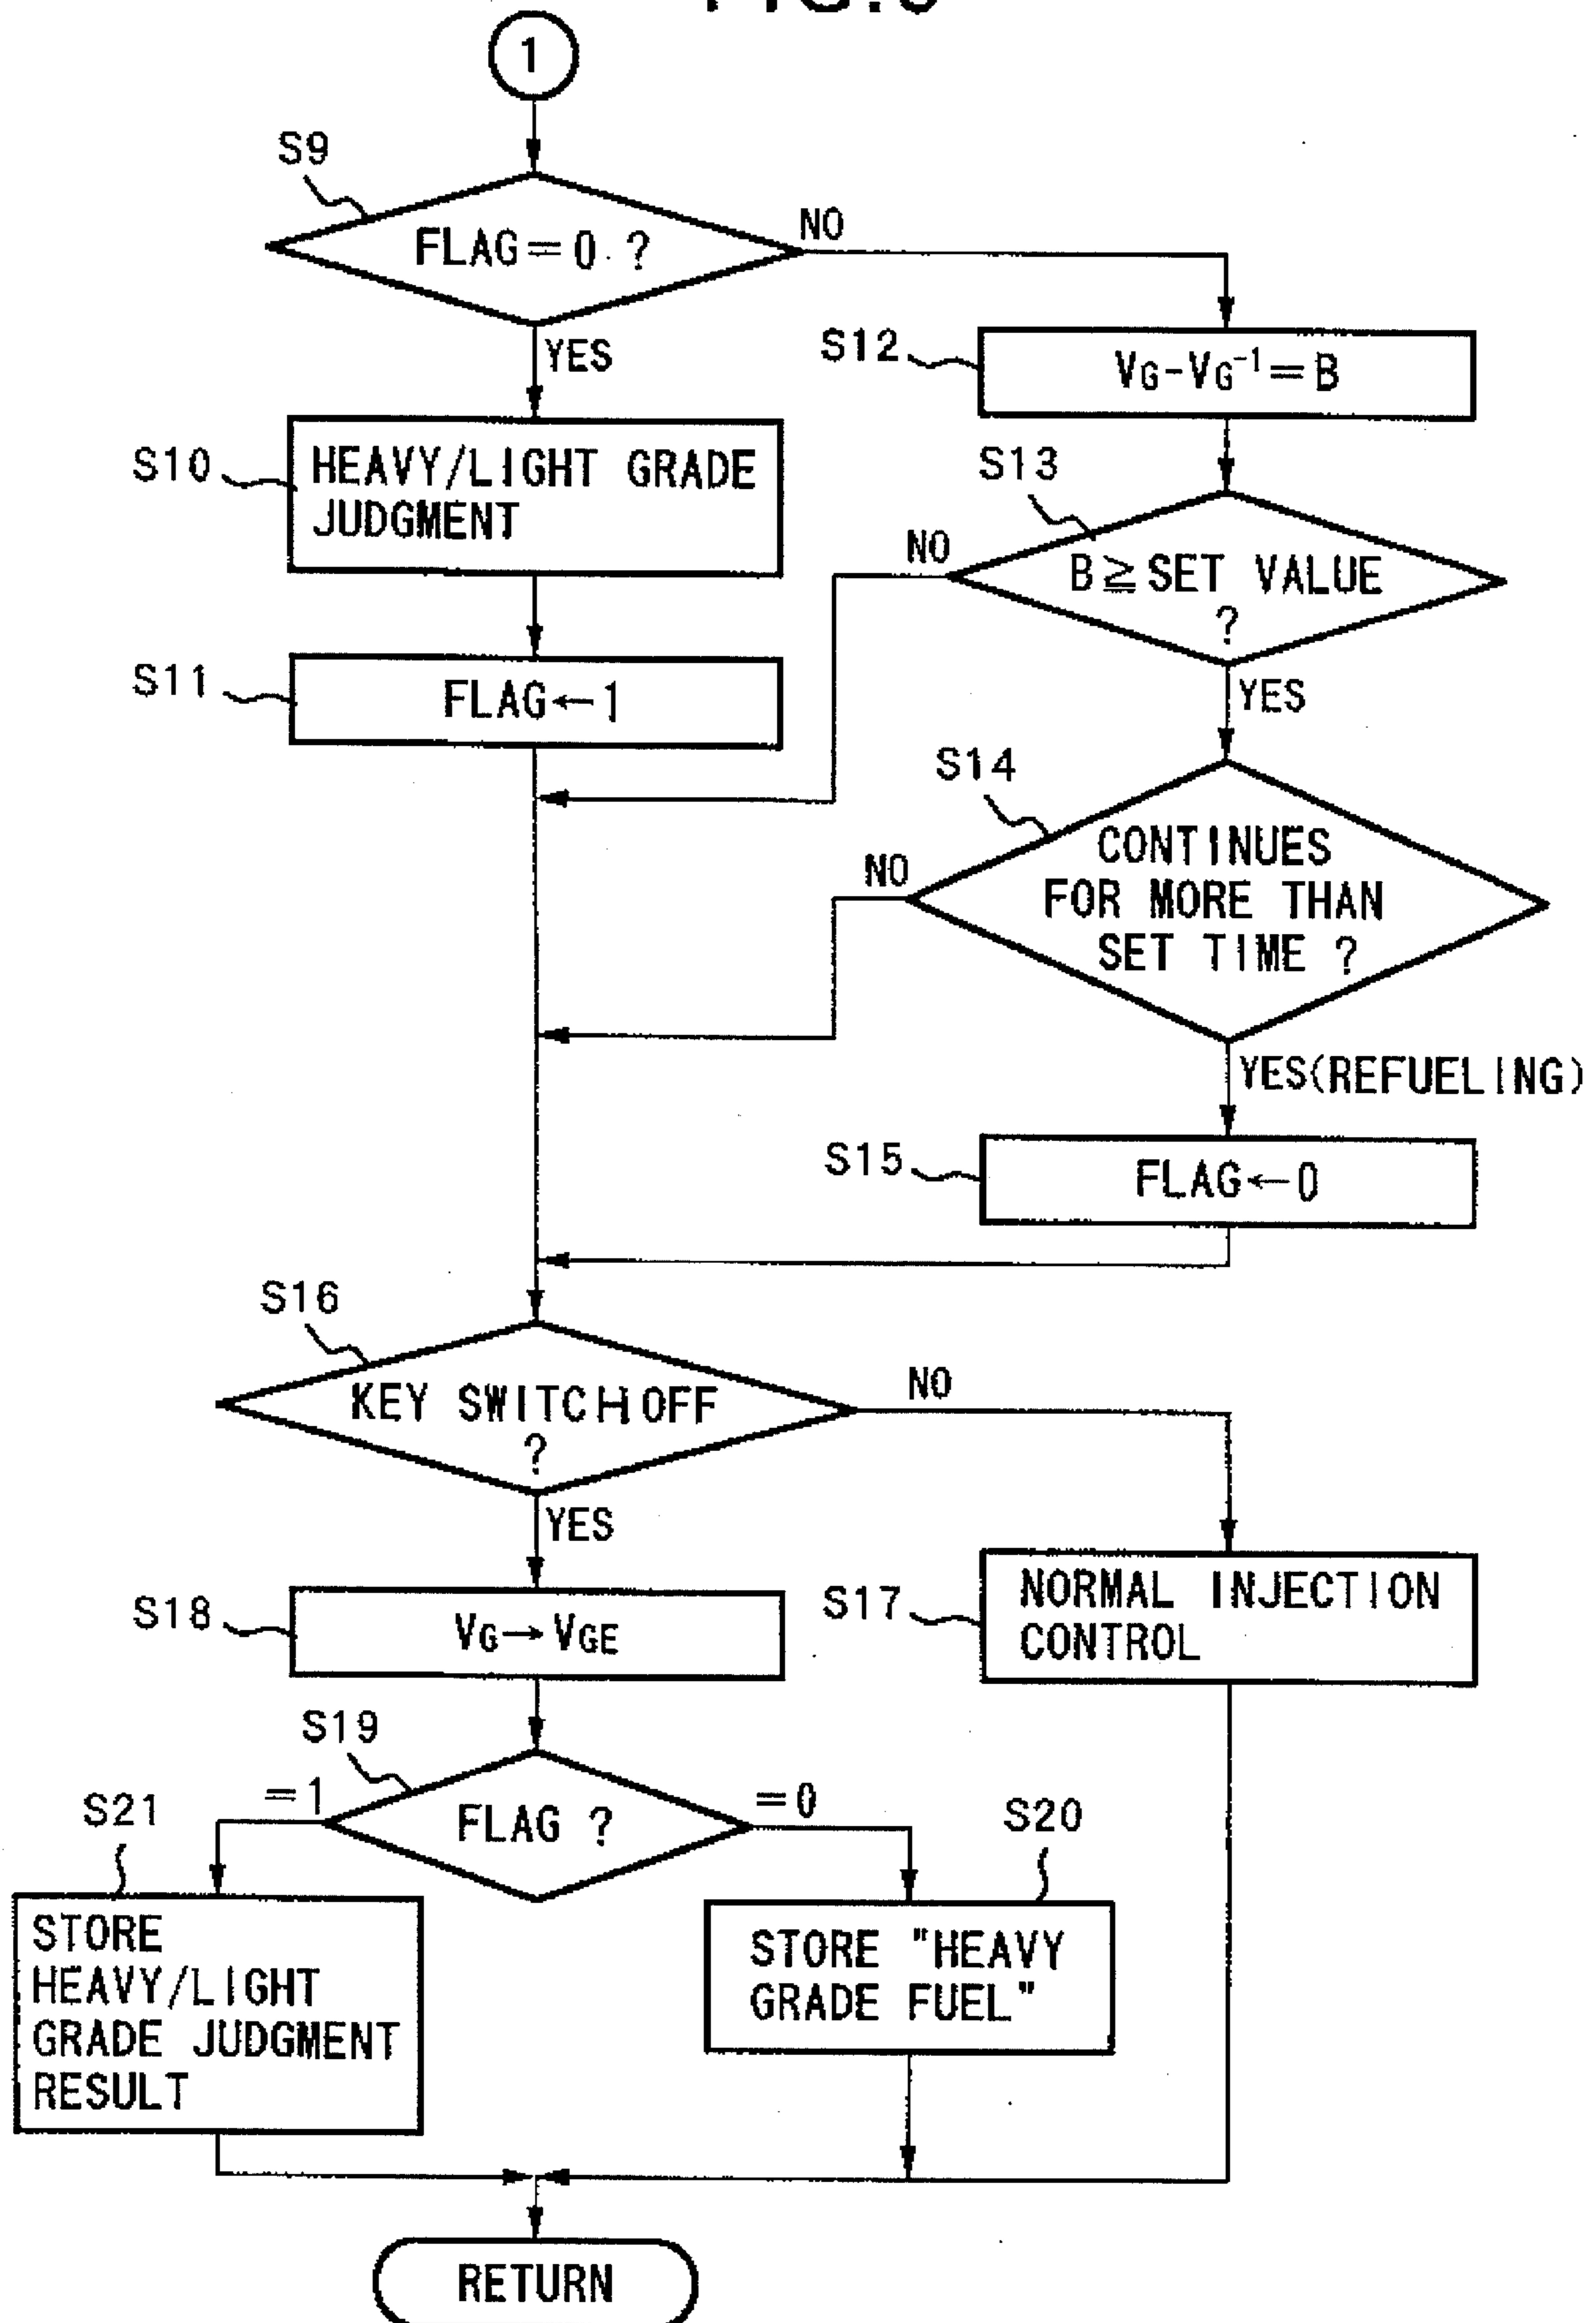 1
S9
FLAG=0 ?
NO
YES
S12
VG-VG⁻¹=B
S10
HEAVY/LIGHT GRADE
JUDGMENT
S13
NO
B≧SET VALUE
?
S11
FLAG←1
YES
S14
NO
CONTINUES
FOR MORE THAN
SET TIME ?
YES(REFUELING)
S15
FLAG←0
S16
KEY SWITCH OFF
?
NO
YES
S18
VG→VGE
S17
NORMAL INJECTION
CONTROL
S19
FLAG ?
=1
=0
S21
STORE
HEAVY/LIGHT
GRADE JUDGMENT
RESULT
S20
STORE "HEAVY
GRADE FUEL"
RETURN